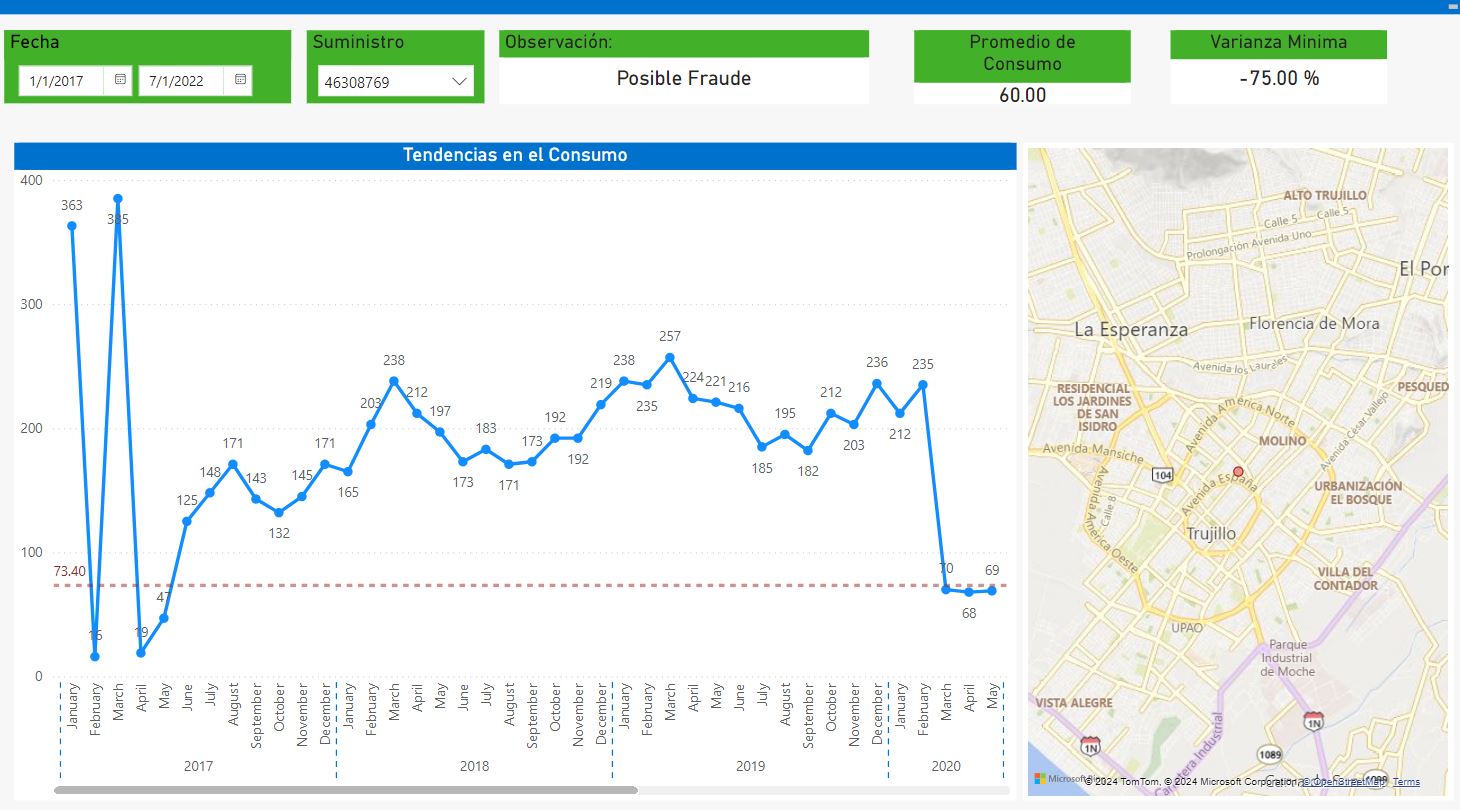 Fecha
1/1/2017
7/1/2022
Suministro
46308769
Observación:
Posible Fraude
Promedio de
Consumo
60.00
Varianza Minima
-75.00 %
Tendencias en el Consumo
400
300
200
100
0
73.40
363
16
385
19
47
125
148
171
143
132
145
171
165
203
238
212
197
173
183
171
173
192
192
219
238
235
257
224
221
216
185
195
182
212
203
236
212
235
70
68
69
January
February
March
April
May
June
July
August
September
October
November
December
January
February
March
April
May
June
July
August
September
October
November
December
January
February
March
April
May
June
July
August
September
October
November
December
January
February
March
April
May
2017
2018
2019
2020
ALTO TRUJILLO
Calle 5
Calle 5
Prolongación Avenida Uno
El Por
La Esperanza
Florencia de Mora
Avenida los Laureles
RESIDENCIAL
LOS JARDINES
DE SAN
ISIDRO
PESQUED
Avenida América Norte
Avenida César Vallejo
MOLINO
Avenida Mansiche
104
Avenida España
URBANIZACIÓN
EL BOSQUE
Calle 8
Avenida América Oeste
Trujillo
VILLA DEL
CONTADOR
UPAO
Parque
Industrial
de Moche
VISTA ALEGRE
Carretera Industrial
1N
1N
1089
1089
Microsoft Bing
© 2024 TomTom, © 2024 Microsoft Corporation, © OpenStreetMap Terms